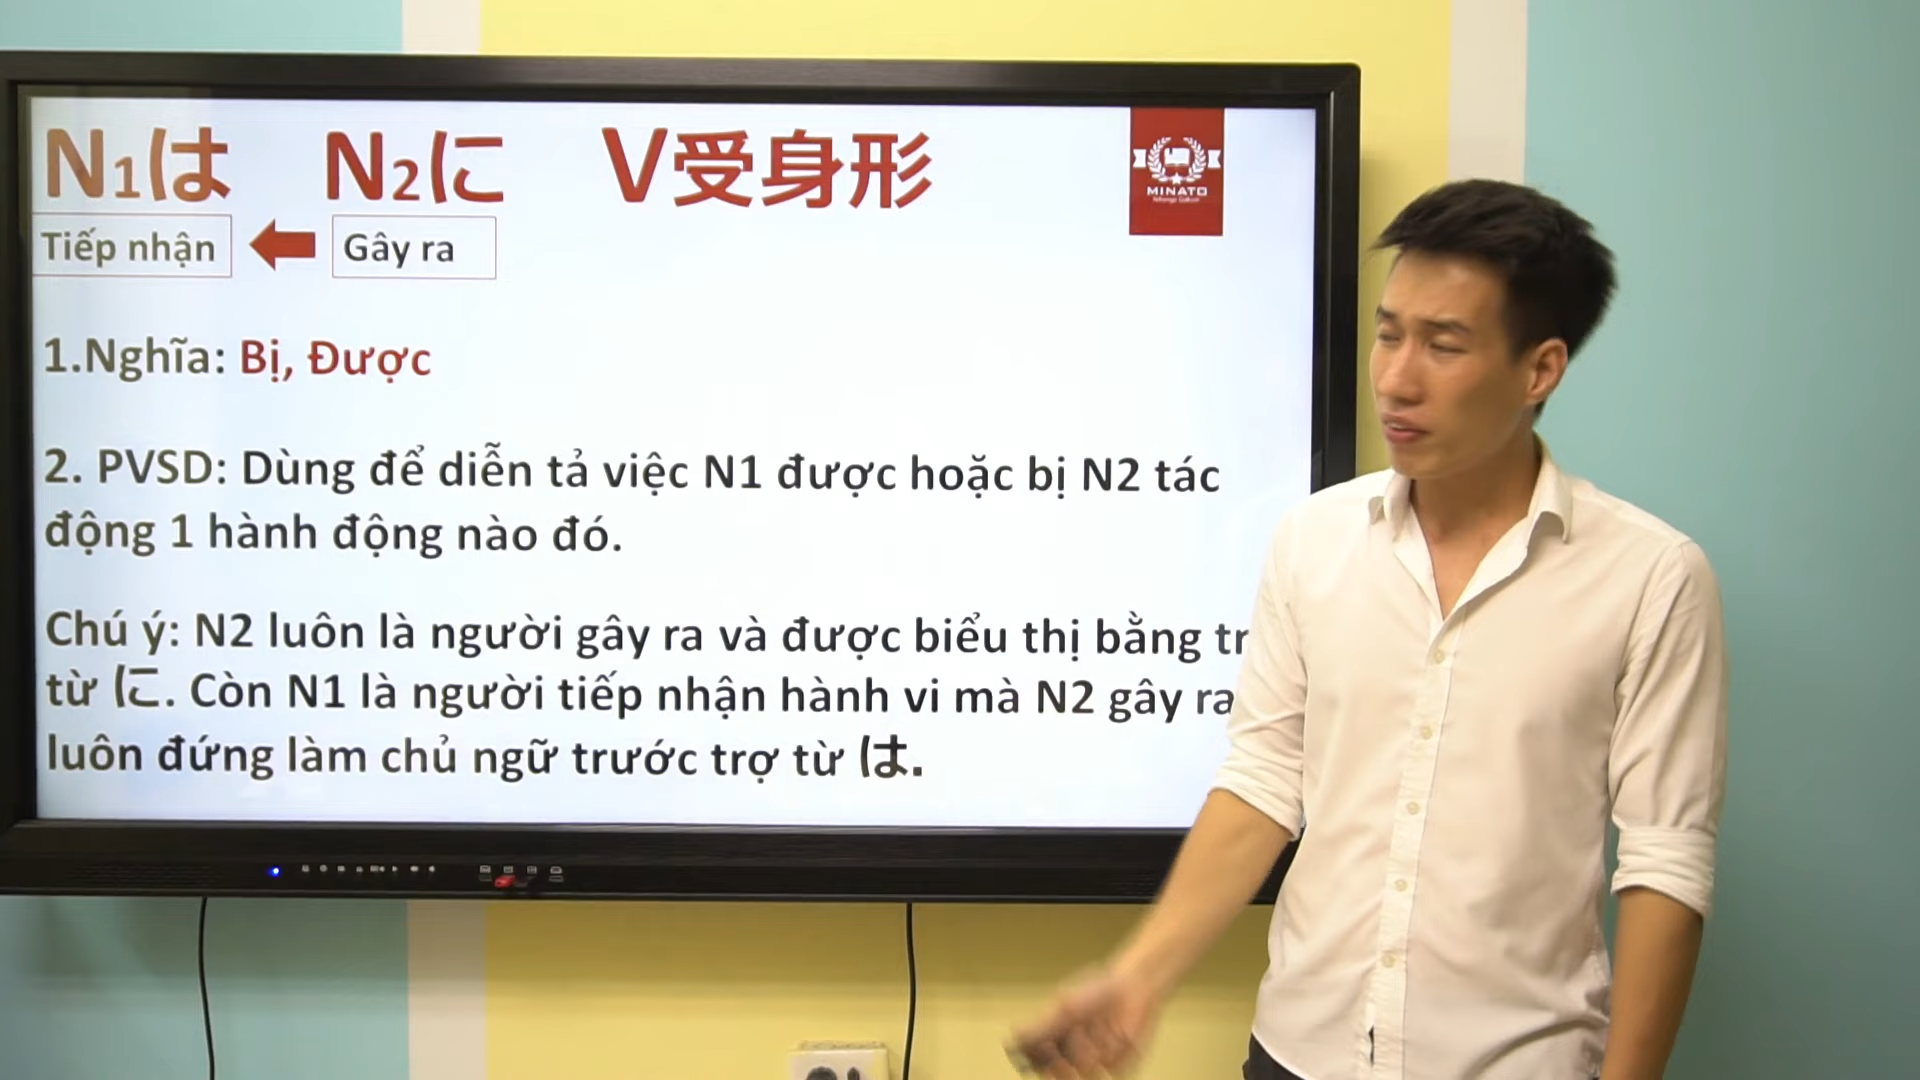 N1は N2に V受身形
Tiếp nhận Gây ra
MINATO
1.Nghĩa: Bị, Được
2. PVSD: Dùng để diễn tả việc N1 được hoặc bị N2 tác
động 1 hành động nào đó.
Chú ý: N2 luôn là người gây ra và được biểu thị bằng tr
từ に. Còn N1 là người tiếp nhận hành vi mà N2 gây ra
luôn đứng làm chủ ngữ trước trợ từ は.